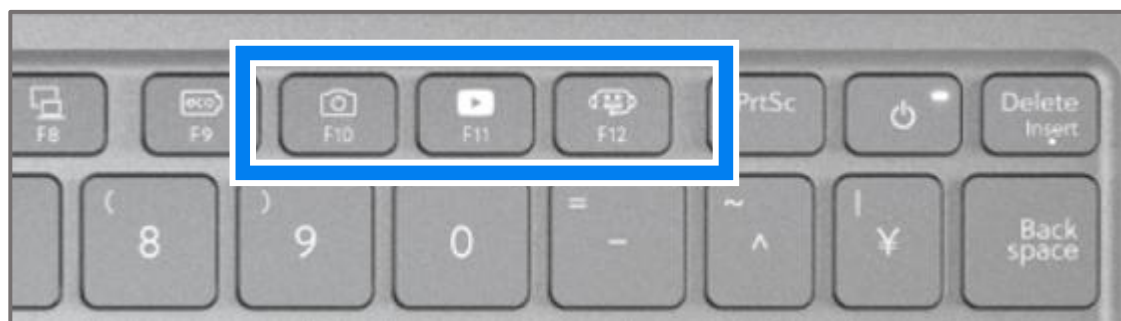 eco
F8 F9 F10 F11 F12 PrtSc Delete
Insert
( ) = ~ |
8 9 0 - ^ ¥ Back
space